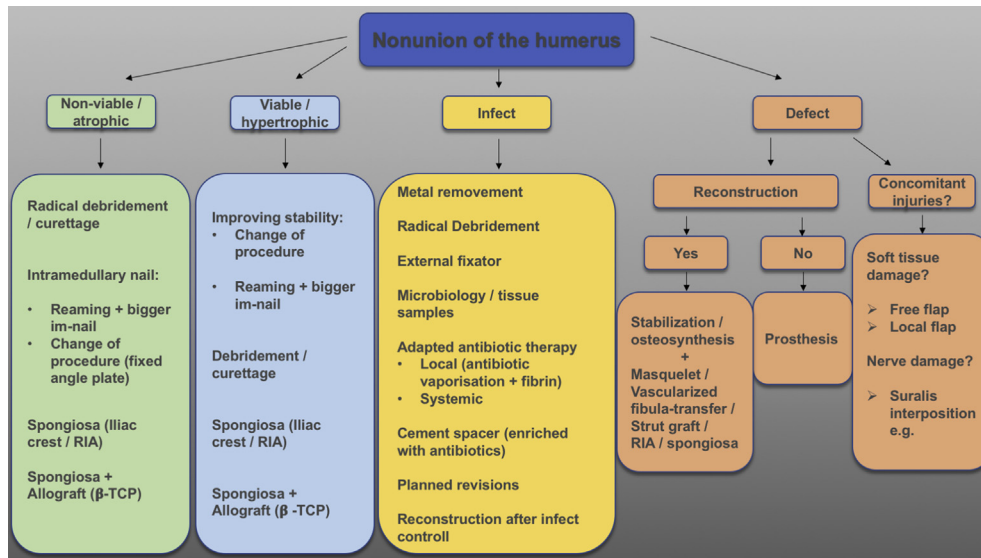 Nonunion of the humerus
Non-viable /
atrophic
Viable /
hypertrophic
Infect
Defect
Radical debridement
/ curettage
Intramedullary nail:
• Reaming + bigger
im-nail
• Change of
procedure (fixed
angle plate)
Spongiosa (Iliac
crest / RIA)
Spongiosa +
Allograft (β-TCP)
Improving stability:
• Change of
procedure
• Reaming + bigger
im-nail
Debridement /
curettage
Spongiosa (Iliac
crest / RIA)
Spongiosa +
Allograft (β -TCP)
Metal removement
Radical Debridement
External fixator
Microbiology / tissue
samples
Adapted antibiotic therapy
• Local (antibiotic
vaporisation + fibrin)
• Systemic
Cement spacer (enriched
with antibiotics)
Planned revisions
Reconstruction after infect
controll
Reconstruction
Yes
No
Stabilization /
osteosynthesis
+
Masquelet /
Vascularized
fibula-transfer /
Strut graft /
RIA / spongiosa
Prosthesis
Concomitant
injuries?
Soft tissue
damage?
➢ Free flap
➢ Local flap
Nerve damage?
➢ Suralis
interposition
e.g.